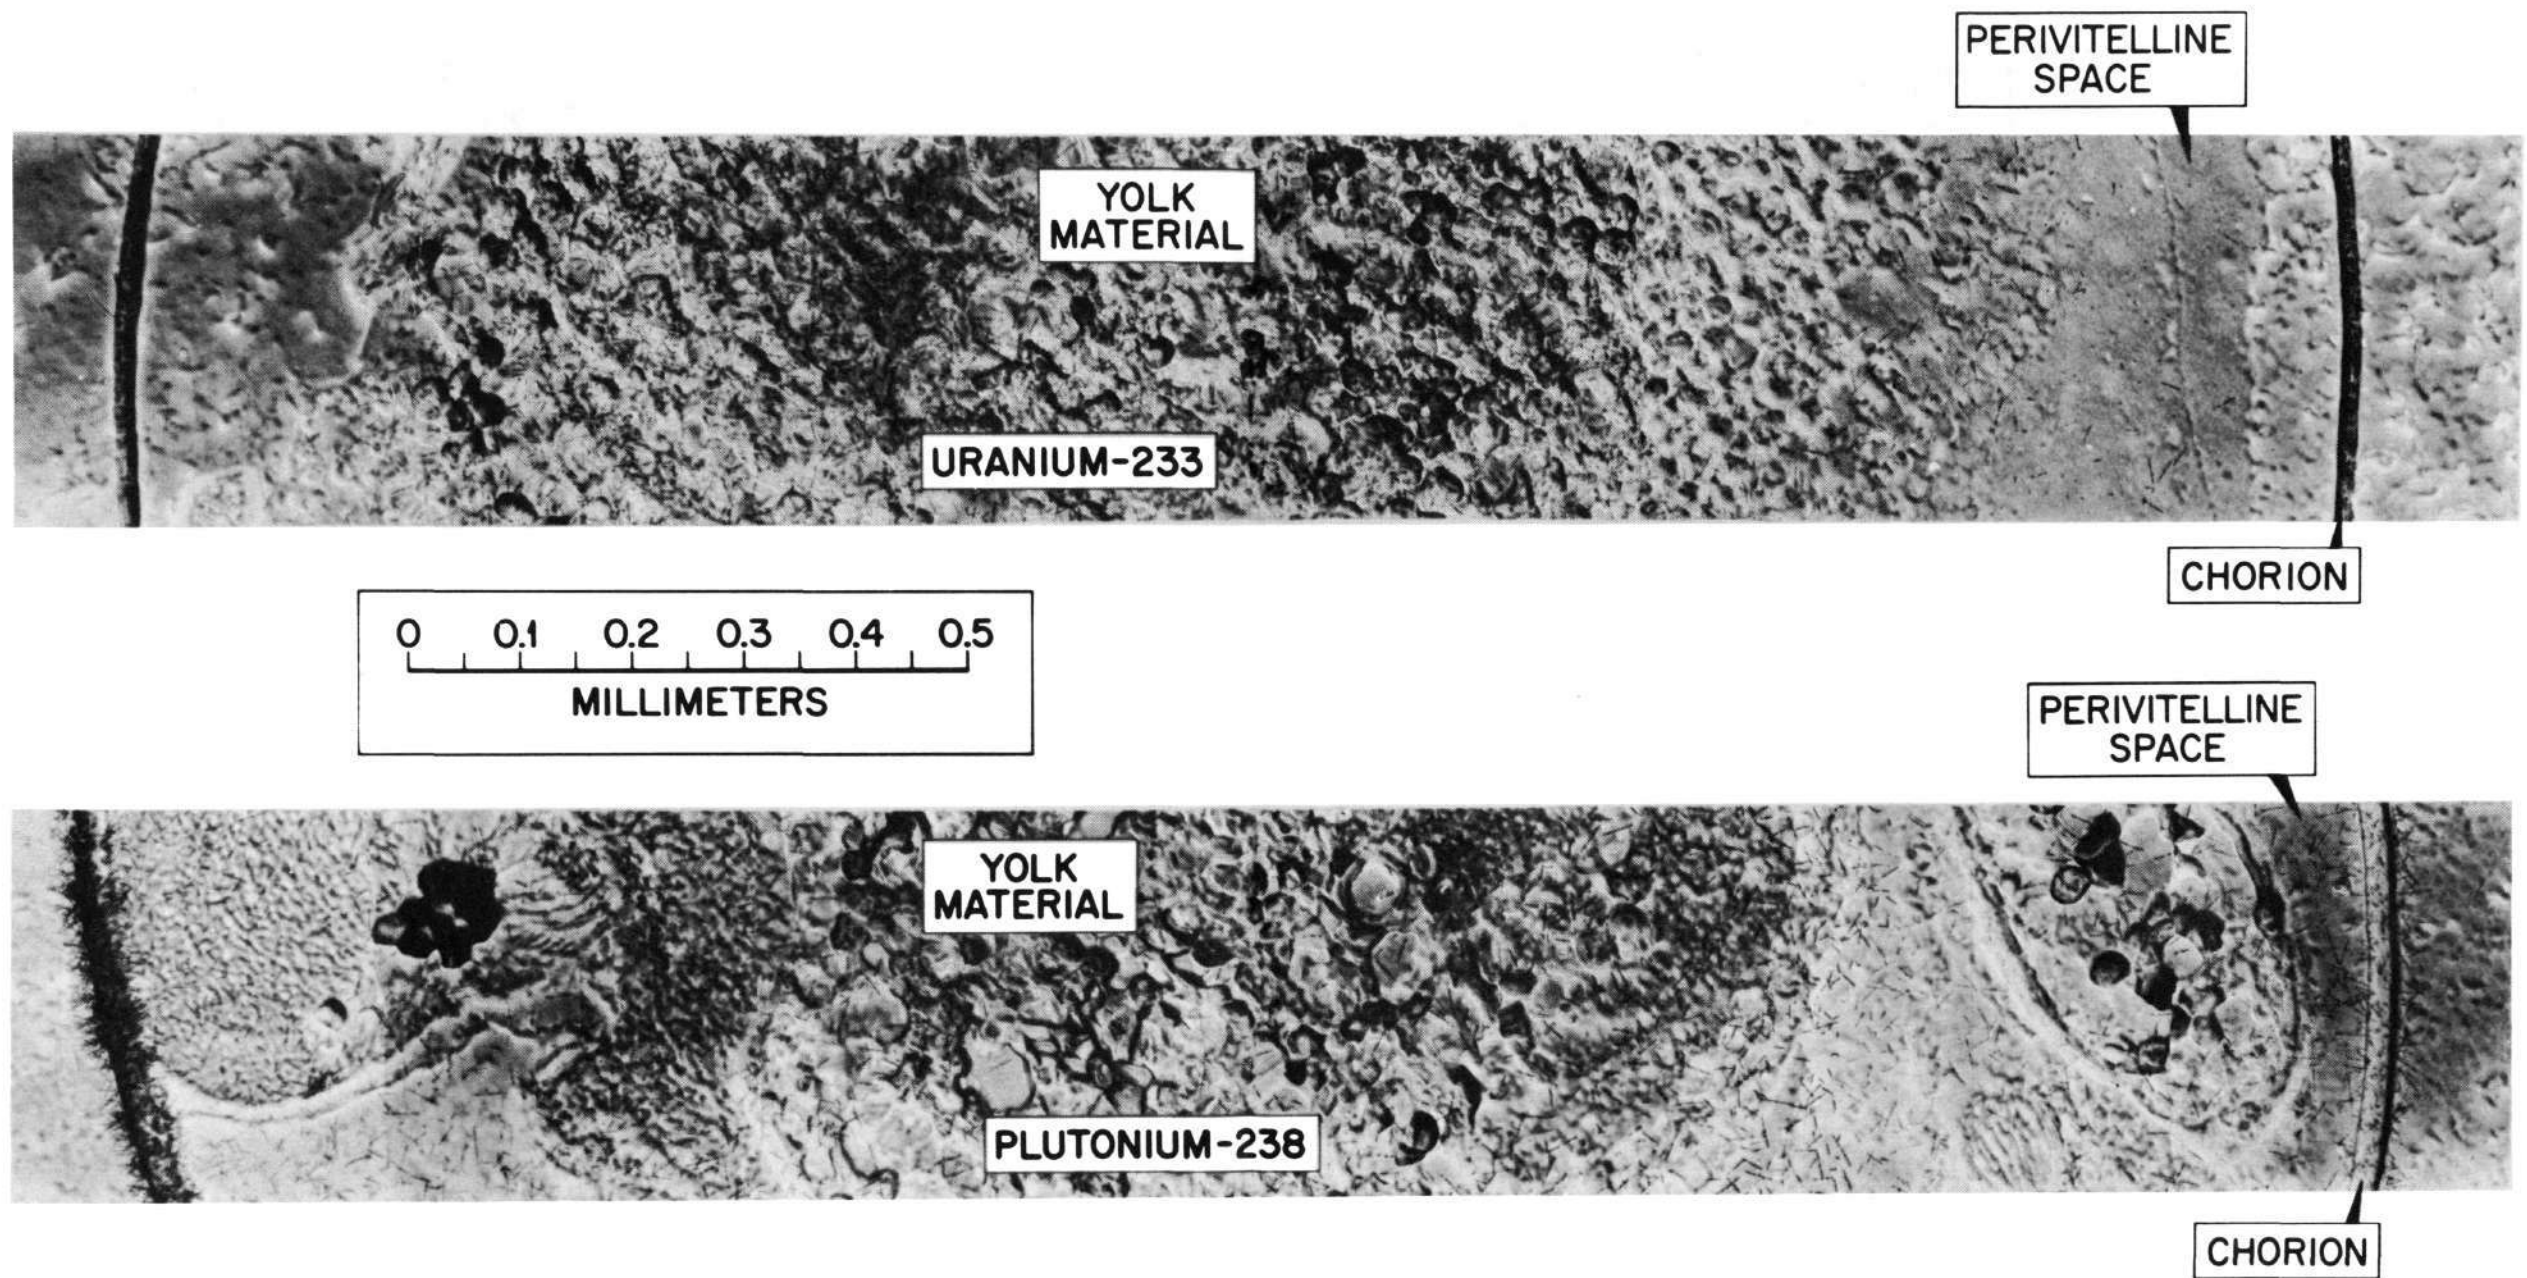 PERIVITELLINE
SPACE
YOLK
MATERIAL
URANIUM-233
CHORION
0 0.1 0.2 0.3 0.4 0.5
MILLIMETERS
PERIVITELLINE
SPACE
YOLK
MATERIAL
PLUTONIUM-238
CHORION